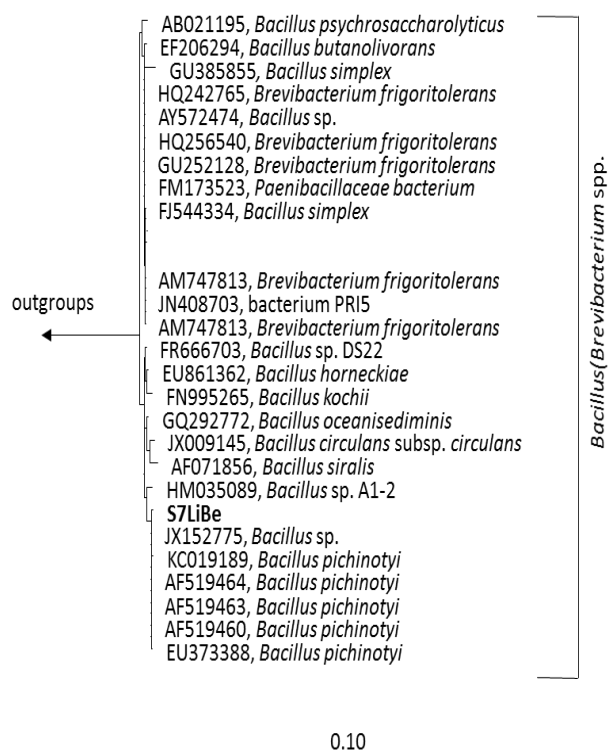 AB021195, Bacillus psychrosaccharolyticus
EF206294, Bacillus butanolivorans
GU385855, Bacillus simplex
HQ242765, Brevibacterium frigoritolerans
AY572474, Bacillus sp.
HQ256540, Brevibacterium frigoritolerans
GU252128, Brevibacterium frigoritolerans
FM173523, Paenibacillaceae bacterium
FJ544334, Bacillus simplex
AM747813, Brevibacterium frigoritolerans
outgroups
JN408703, bacterium PRI5
AM747813, Brevibacterium frigoritolerans
FR666703, Bacillus sp. DS22
EU861362, Bacillus horneckiae
FN995265, Bacillus kochii
GQ292772, Bacillus oceanisediminis
JX009145, Bacillus circulans subsp. circulans
AF071856, Bacillus siralis
HM035089, Bacillus sp. A1-2
S7LiBe
JX152775, Bacillus sp.
KC019189, Bacillus pichinotyi
AF519464, Bacillus pichinotyi
AF519463, Bacillus pichinotyi
AF519460, Bacillus pichinotyi
EU373388, Bacillus pichinotyi
Bacillus(Brevibacterium spp.
0.10